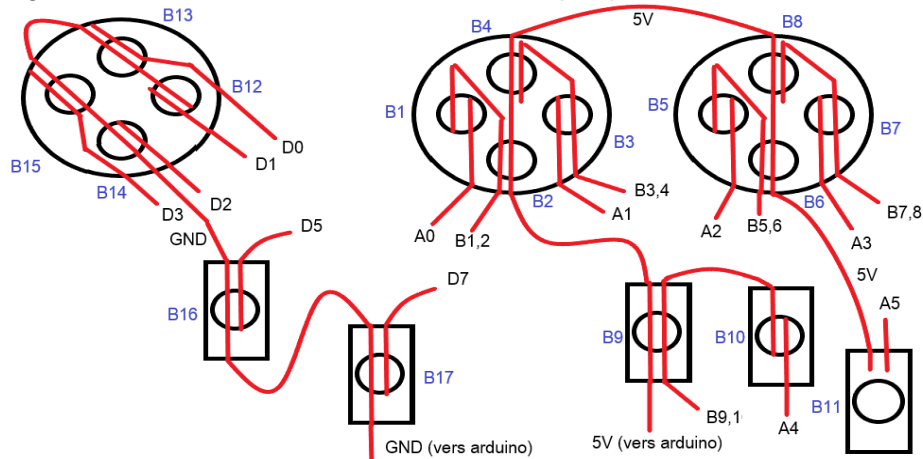 B13
B4
5V
B8
B12
B1
B5
B3
B7
D0
D1
B15
B14
D2
D3
B2
B6
B3,4
B7,8
A0
A1
A2
B1,2
B5,6
A3
GND
D5
5V
D7
A5
B16
B9
B10
B17
B11
B9,1
A4
GND (vers arduino)
5V (vers arduino)